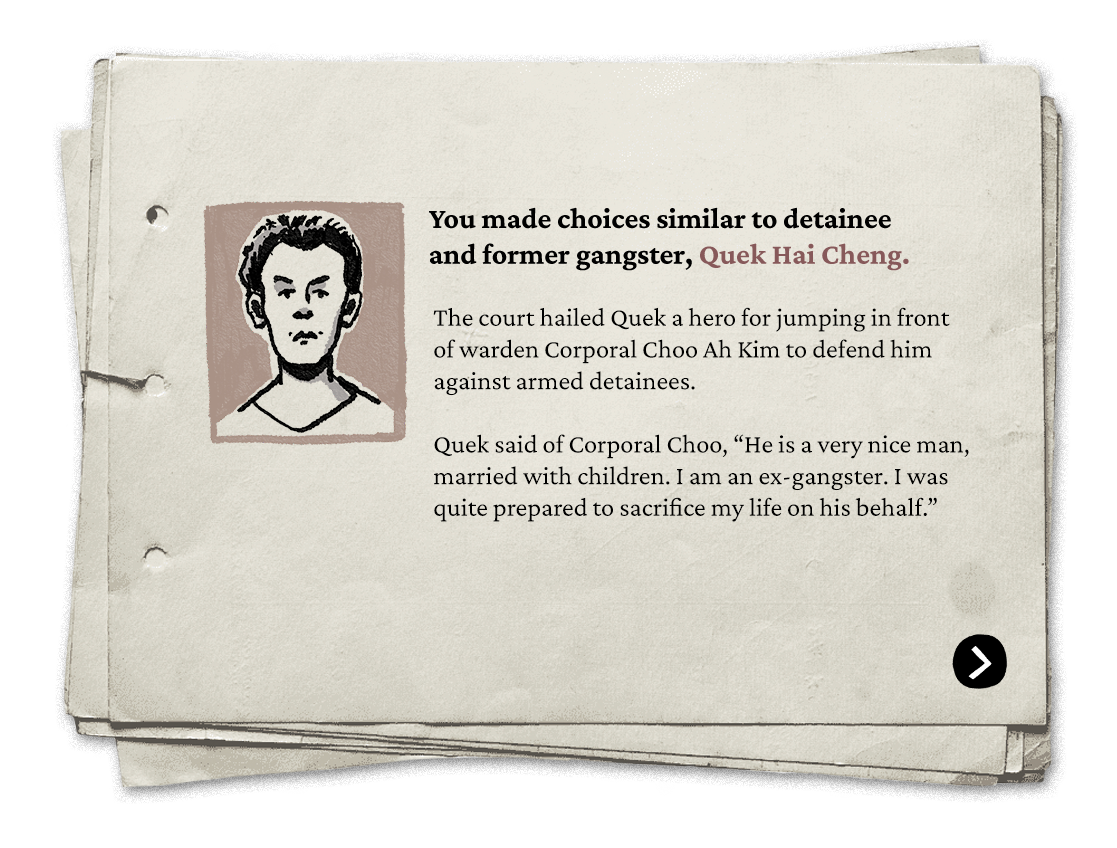 You made choices similar to detainee
and former gangster, Quek Hai Cheng.
The court hailed Quek a hero for jumping in front
of warden Corporal Choo Ah Kim to defend him
against armed detainees.
Quek said of Corporal Choo, “He is a very nice man,
married with children. I am an ex-gangster. I was
quite prepared to sacrifice my life on his behalf.”